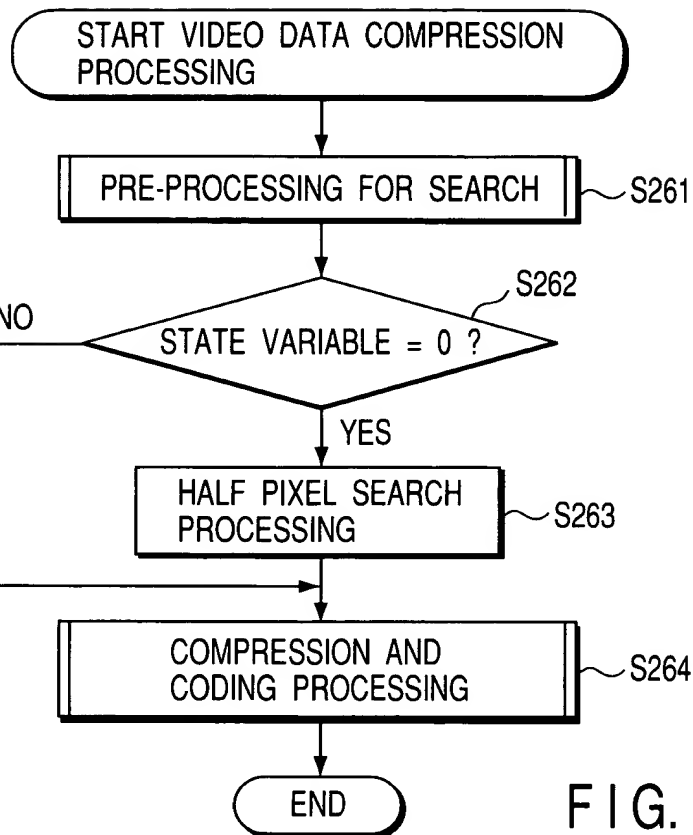 START VIDEO DATA COMPRESSION
PROCESSING
PRE-PROCESSING FOR SEARCH
S261
S262
NO
STATE VARIABLE = 0 ?
YES
HALF PIXEL SEARCH
PROCESSING
S263
COMPRESSION AND
CODING PROCESSING
S264
END
FIG.